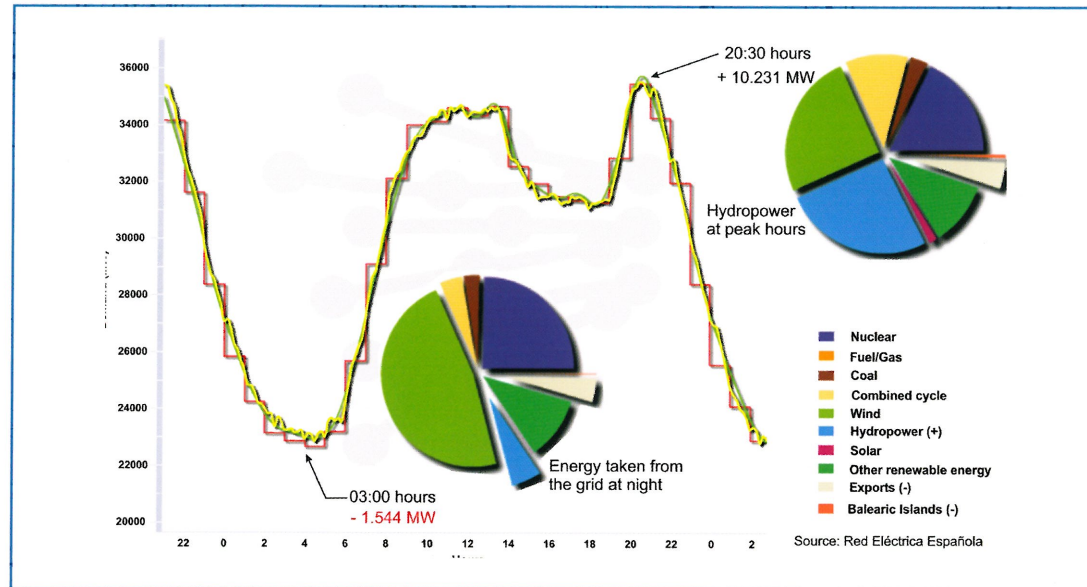 36000
34000
32000
30000
28000
26000
24000
22000
20000
22
0
2
4
6
8
10
12
14
16
18
20
22
0
2
20:30 hours
+ 10.231 MW
Hydropower
at peak hours
Energy taken from
the grid at night
03:00 hours
- 1.544 MW
Nuclear
Fuel/Gas
Coal
Combined cycle
Wind
Hydropower (+)
Solar
Other renewable energy
Exports (-)
Balearic Islands (-)
Source: Red Eléctrica Española